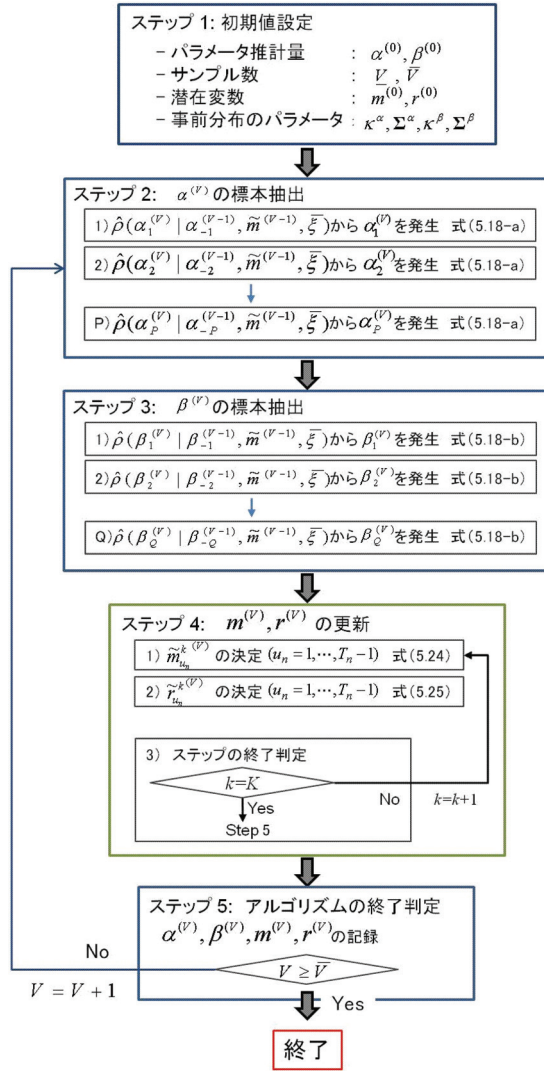 ステップ 1: 初期値設定
− パラメータ推計量 : α^(0), β^(0)
− サンプル数 : V , V̅
− 潜在変数 : m^(0), r^(0)
− 事前分布のパラメータ : κ^α, Σ^α, κ^β, Σ^β
ステップ 2: α^(V) の標本抽出
1) ρ̂(α_1^(V) | α_-1^(V-1), m̃^(V-1), ξ̅)から α_1^(V)を発生 式(5.18-a)
2) ρ̂(α_2^(V) | α_-2^(V-1), m̃^(V-1), ξ̅)から α_2^(V)を発生 式(5.18-a)
P) ρ̂(α_P^(V) | α_-P^(V-1), m̃^(V-1), ξ̅)から α_P^(V)を発生 式(5.18-a)
ステップ 3: β^(V) の標本抽出
1) ρ̂(β_1^(V) | β_-1^(V-1), m̃^(V-1), ξ̅)から β_1^(V)を発生 式(5.18-b)
2) ρ̂(β_2^(V) | β_-2^(V-1), m̃^(V-1), ξ̅)から β_2^(V)を発生 式(5.18-b)
Q) ρ̂(β_Q^(V) | β_-Q^(V-1), m̃^(V-1), ξ̅)から β_Q^(V)を発生 式(5.18-b)
ステップ 4: m^(V), r^(V) の更新
1) m̃_{u_n}^{k (V)} の決定 (u_n = 1,⋯,T_n −1) 式(5.24)
2) r̃_{u_n}^{k (V)} の決定 (u_n = 1,⋯,T_n −1) 式(5.25)
3) ステップの終了判定
k=K
No k=k+1
Yes
Step 5
ステップ 5: アルゴリズムの終了判定
α^(V), β^(V), m^(V), r^(V)の記録
No
V ≥ V̅
V = V + 1
Yes
終了